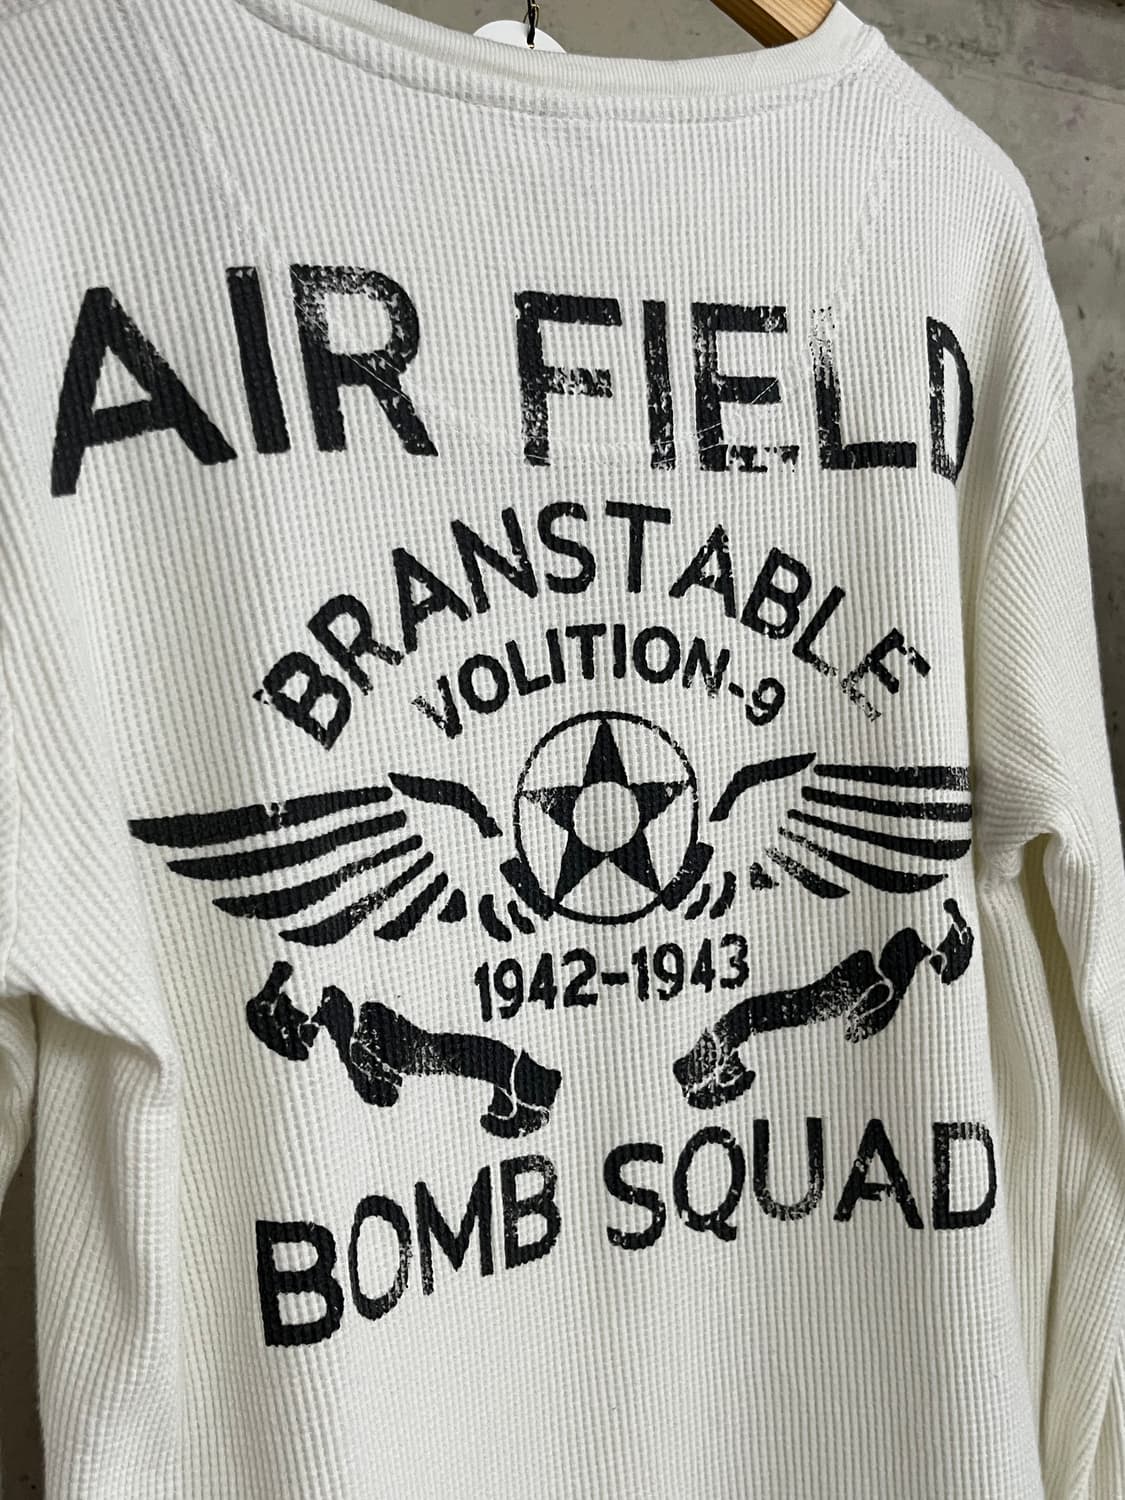 AIR FIELD
BRANSTABLE
VOLITION-9
1942-1943
BOMB SQUAD